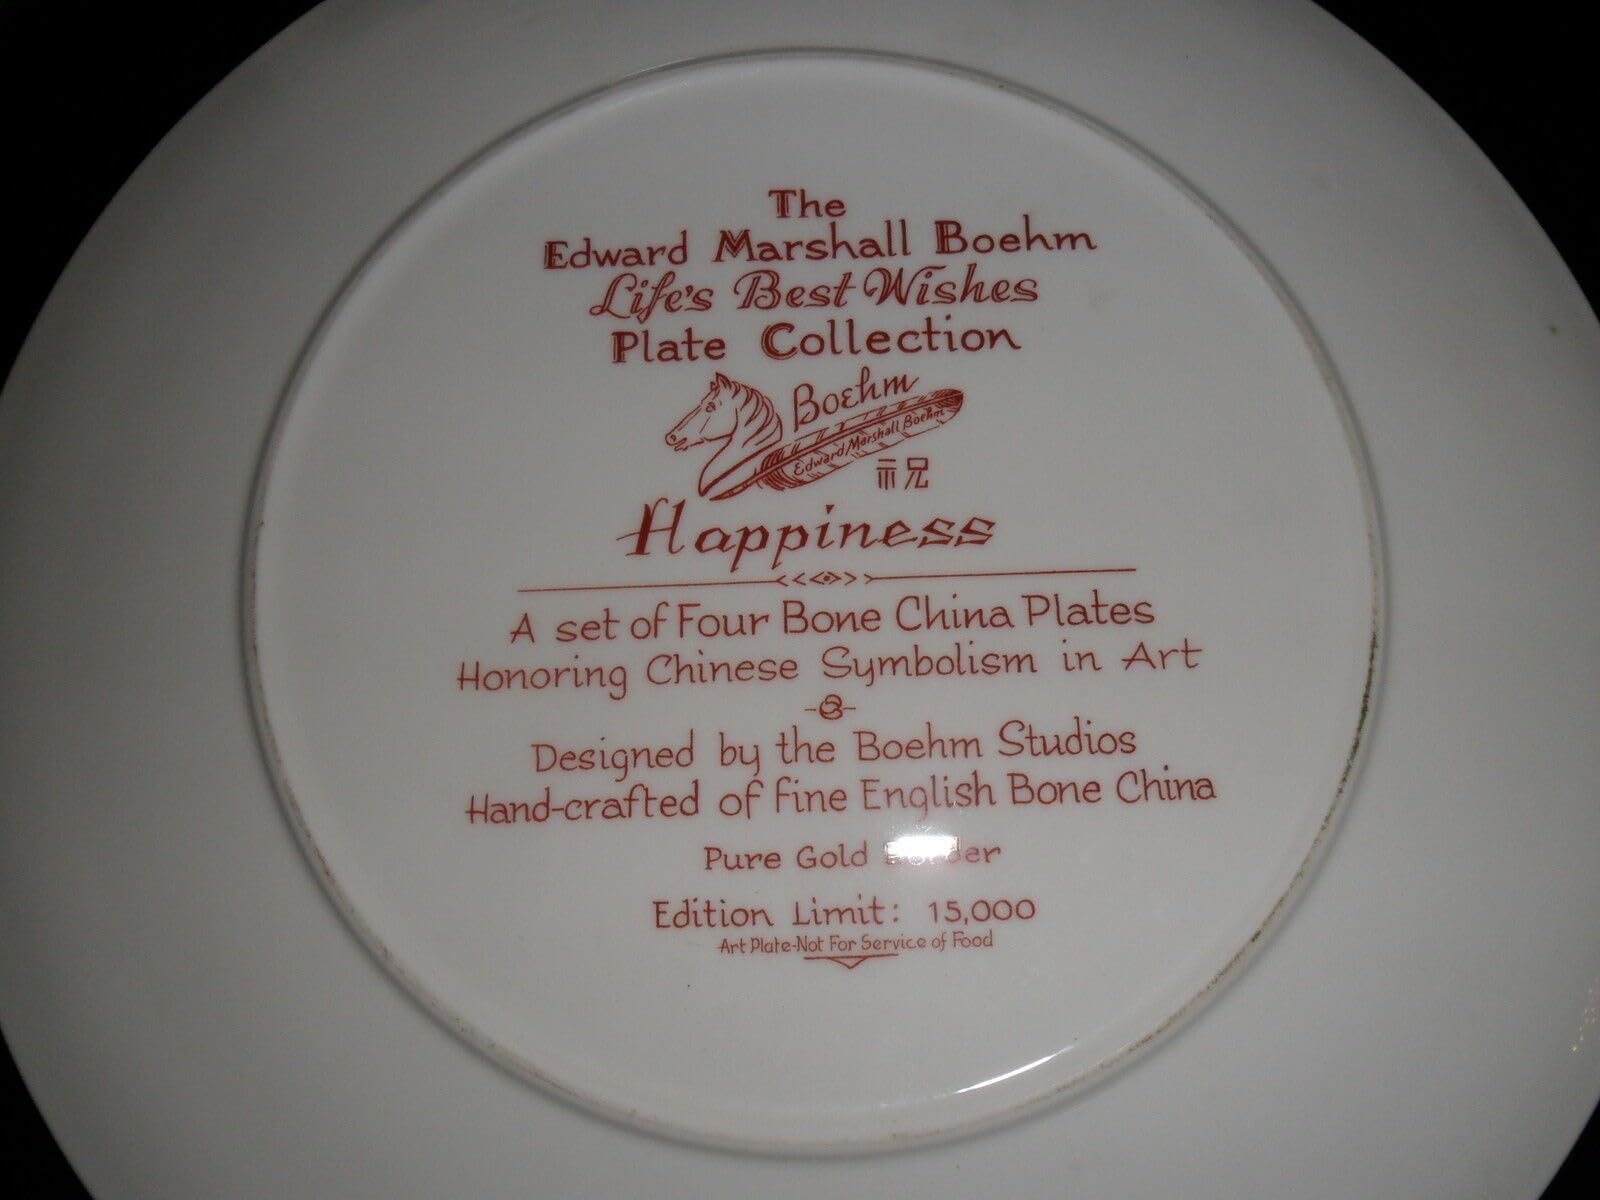 The
Edward Marshall Boehm
Life's Best Wishes
Plate Collection
Boehm
Edward Marshall Boehm
祝
Happiness
A set of Four Bone China Plates
Honoring Chinese Symbolism in Art
Designed by the Boehm Studios
Hand-crafted of fine English Bone China
Pure Gold Border
Edition Limit: 15,000
Art Plate-Not For Service of Food